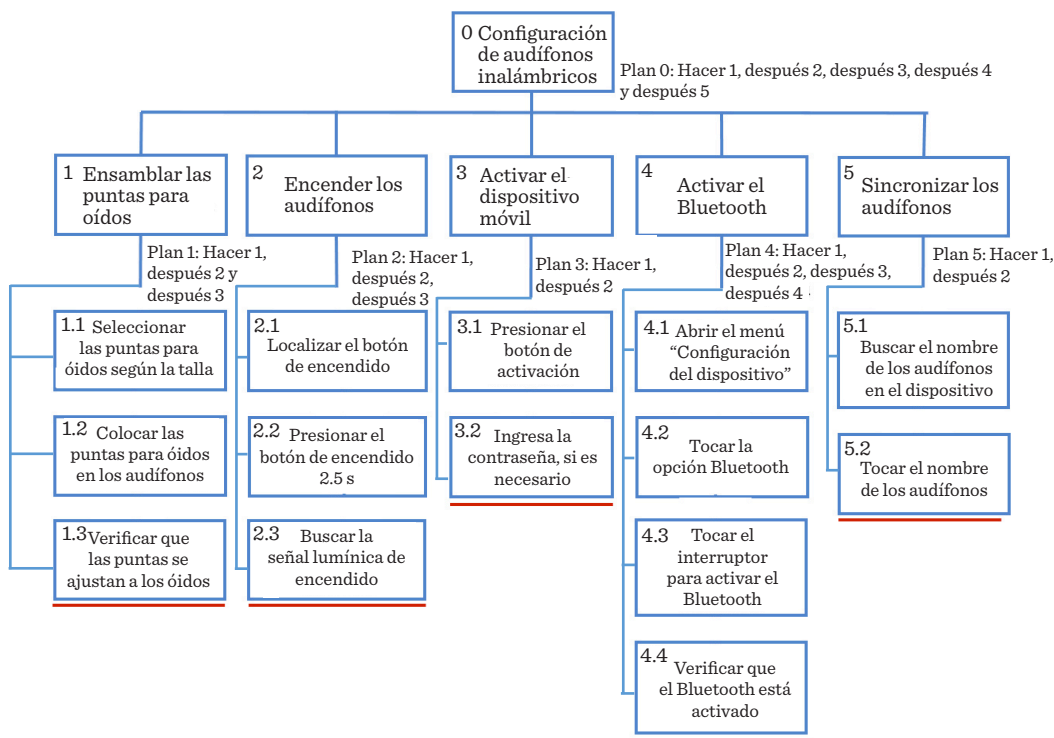 0 Configuración
de audífonos
inalámbricos
Plan 0: Hacer 1, después 2, después 3, después 4
y después 5
1 Ensamblar las
puntas para
oídos
2
Encender los
audífonos
3 Activar el
dispositivo
móvil
4
Activar el
Bluetooth
5
Sincronizar los
audífonos
Plan 1: Hacer 1,
después 2 y
después 3
Plan 2: Hacer 1,
después 2,
después 3
Plan 3: Hacer 1,
después 2
Plan 4: Hacer 1,
después 2, después 3,
después 4
Plan 5: Hacer 1,
después 2
1.1 Seleccionar
las puntas para
óidos según la talla
1.2 Colocar las
puntas para óidos
en los audífonos
1.3 Verificar que
las puntas se
ajustan a los óidos
2.1
Localizar el botón
de encendido
2.2 Presionar el
botón de encendido
2.5 s
2.3 Buscar la
señal lumínica de
encendido
3.1 Presionar el
botón de
activación
3.2 Ingresa la
contraseña, si es
necesario
4.1 Abrir el menú
“Configuración
del dispositivo”
4.2 Tocar la
opción Bluetooth
4.3 Tocar el
interruptor
para activar el
Bluetooth
4.4
Verificar que
el Bluetooth está
activado
5.1
Buscar el nombre
de los audífonos
en el dispositivo
5.2
Tocar el nombre
de los audífonos